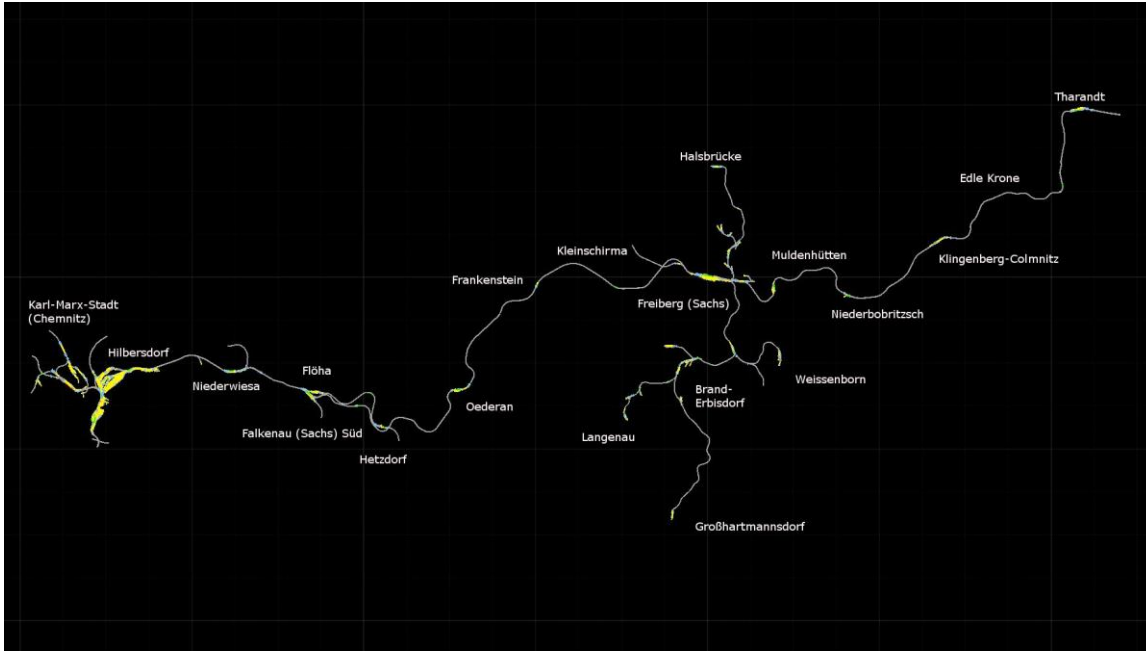 Tharandt
Halsbrücke
Edle Krone
Kleinschirma
Muldenhütten
Klingenberg-Colmnitz
Frankenstein
Karl-Marx-Stadt
(Chemnitz)
Freiberg (Sachs)
Niederbobritzsch
Hilbersdorf
Flöha
Niederwiesa
Weissenborn
Brand-
Erbisdorf
Oederan
Falkenau (Sachs) Süd
Langenau
Hetzdorf
Großhartmannsdorf